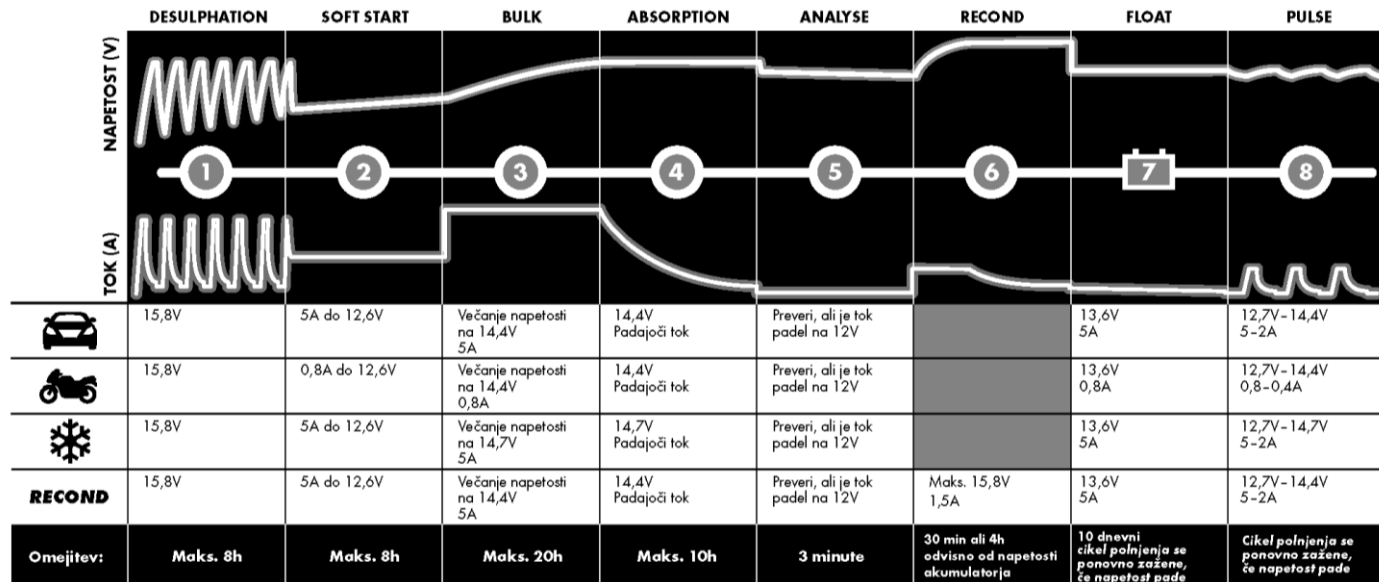 DESULPHATION SOFT START BULK ABSORPTION ANALYSE RECOND FLOAT PULSE
NAPETOST (V)
1 2 3 4 5 6 7 8
TOK (A)
15,8V
5A do 12,6V
Večanje napetosti
na 14,4V
5A
14,4V
Padajoči tok
Preveri, ali je tok
padel na 12V
13,6V
5A
12,7V–14,4V
5–2A
15,8V
0,8A do 12,6V
Večanje napetosti
na 14,4V
0,8A
14,4V
Padajoči tok
Preveri, ali je tok
padel na 12V
13,6V
0,8A
12,7V–14,4V
0,8–0,4A
15,8V
5A do 12,6V
Večanje napetosti
na 14,7V
5A
14,7V
Padajoči tok
Preveri, ali je tok
padel na 12V
13,6V
5A
12,7V–14,7V
5–2A
RECOND
15,8V
5A do 12,6V
Večanje napetosti
na 14,4V
5A
14,4V
Padajoči tok
Preveri, ali je tok
padel na 12V
Maks. 15,8V
1,5A
13,6V
5A
12,7V–14,4V
5–2A
Omejitev:
Maks. 8h
Maks. 8h
Maks. 20h
Maks. 10h
3 minute
30 min ali 4h
odvisno od napetosti
akumulatorja
10 dnevni
cikel polnjenja se
ponovno zažene,
če napetost pade
Cikel polnjenja se
ponovno zažene,
če napetost pade